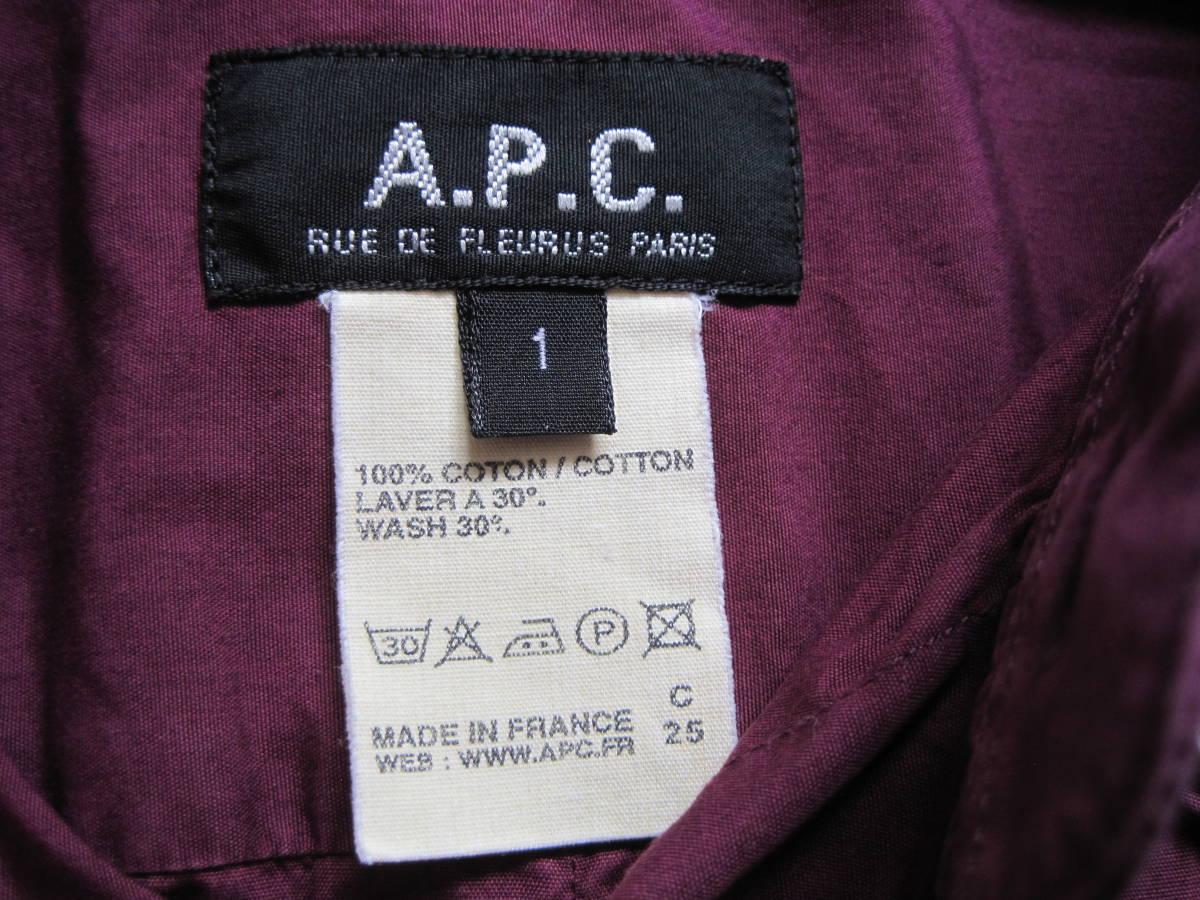 A.P.C.
RUE DE FLEURUS PARIS
1
100% COTON / COTTON
LAVER A 30°.
WASH 30°.
30 P
C
25
MADE IN FRANCE
WEB : WWW.APC.FR